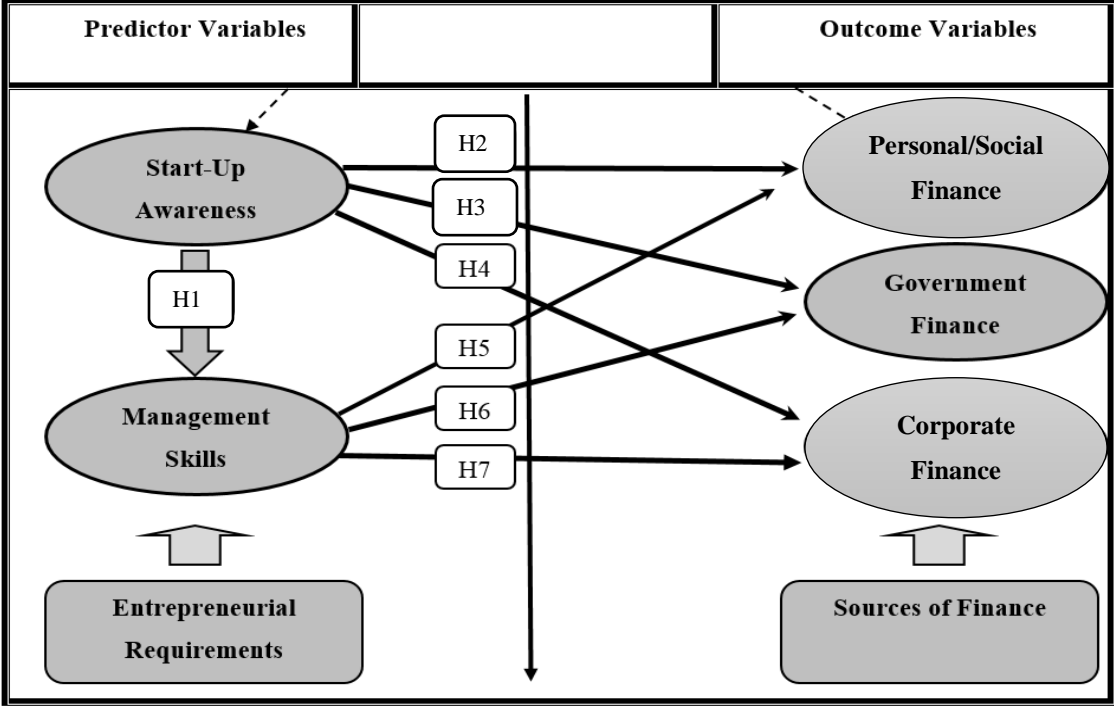 Predictor Variables
Outcome Variables
Start-Up
Awareness
H1
Management
Skills
H2
H3
H4
H5
H6
H7
Personal/Social
Finance
Government
Finance
Corporate
Finance
Entrepreneurial
Requirements
Sources of Finance